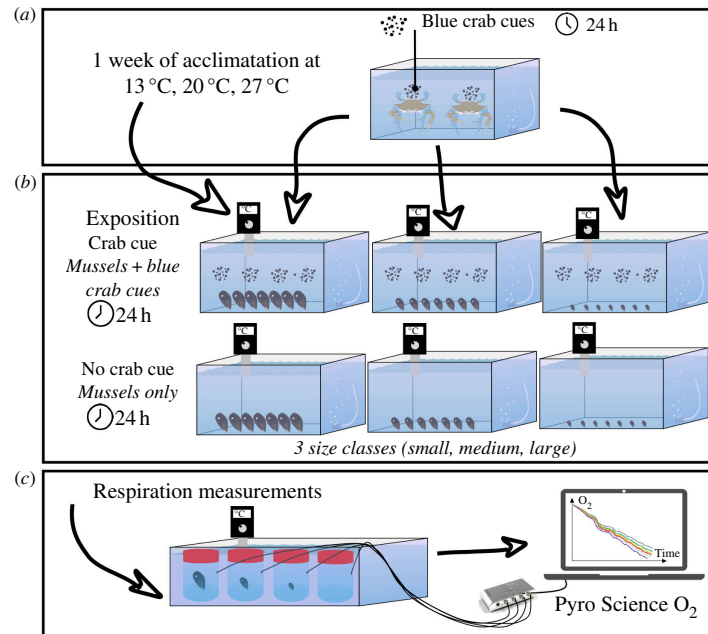 (a)
Blue crab cues
24 h
1 week of acclimatation at
13 °C, 20 °C, 27 °C
(b)
Exposition
Crab cue
Mussels + blue
crab cues
24 h
°C
°C
°C
No crab cue
Mussels only
24 h
°C
°C
°C
3 size classes (small, medium, large)
(c)
Respiration measurements
°C
O2
Time
Pyro Science O2